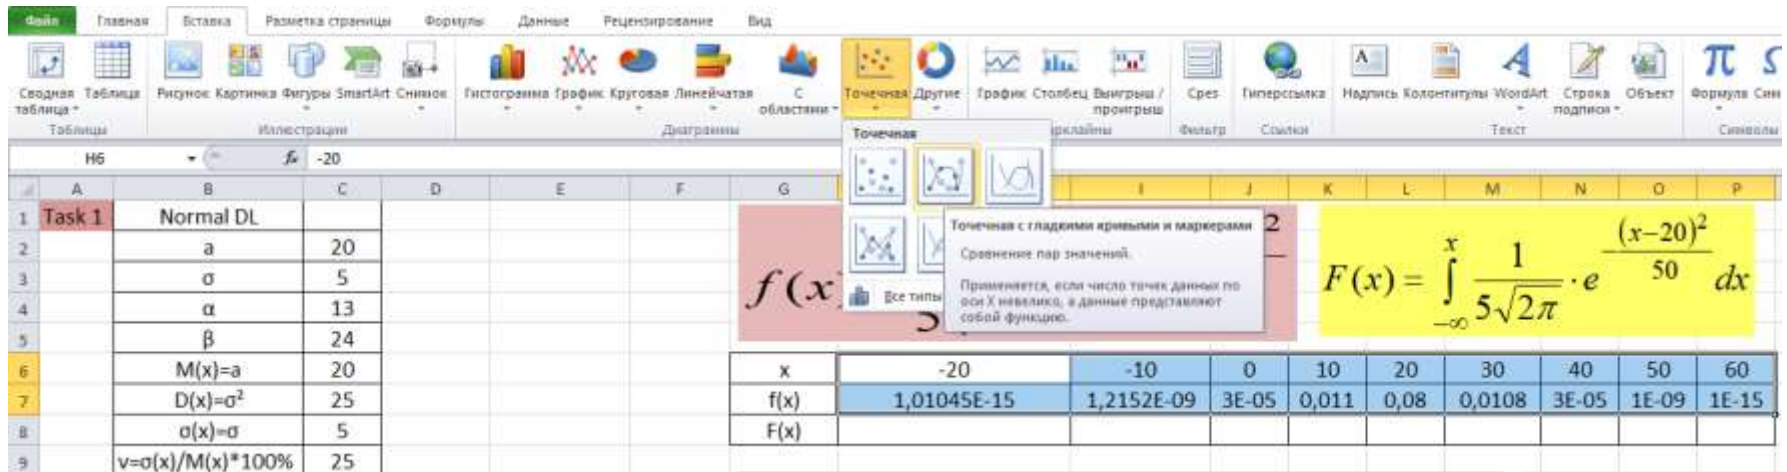 Файл Главная Вставка Разметка страницы Формулы Данные Рецензирование Вид
Сводная таблица Таблица Рисунок Картинка Фигуры SmartArt Снимок Гистограмма График Круговая Линейчатая С областями Точечная Другие График Столбец Выигрыш / проигрыш Срез Гиперссылка Надпись Колонтитулы WordArt Строка подписи Объект Формула
Таблицы Иллюстрации Диаграммы Фильтр Ссылки Текст Символы
Точечная
H6 fx -20
A B C D E F G I J K L M N O P
Точечная с гладкими кривыми и маркерами
Сравнение пар значений.
Применяется, если число точек данных по
оси X невелико, а данные представляют
собой функцию.
Все типы
1 Task 1 Normal DL
2 a 20
3 σ 5
4 α 13
5 β 24
f(x
2
5
F(x) = ∫_{-∞}^{x} 1/(5√2π) · e^{-(x-20)^2/50} dx
6 M(x)=a 20 x -20 -10 0 10 20 30 40 50 60
7 D(x)=σ² 25 f(x) 1,01045E-15 1,2152E-09 3E-05 0,011 0,08 0,0108 3E-05 1E-09 1E-15
8 σ(x)=σ 5 F(x)
9 v=σ(x)/M(x)*100% 25